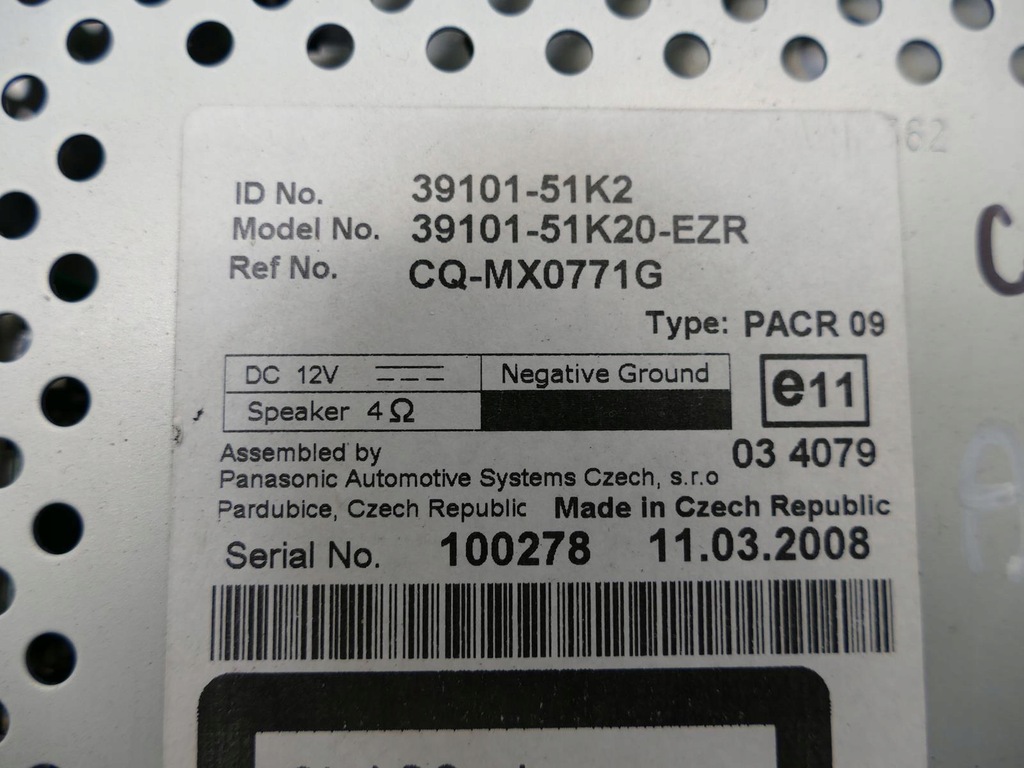 ID No. 39101-51K2
Model No. 39101-51K20-EZR
Ref No. CQ-MX0771G
Type: PACR 09
DC 12V Negative Ground
Speaker 4Ω
e11
Assembled by 03 4079
Panasonic Automotive Systems Czech, s.r.o
Pardubice, Czech Republic Made in Czech Republic
Serial No. 100278 11.03.2008